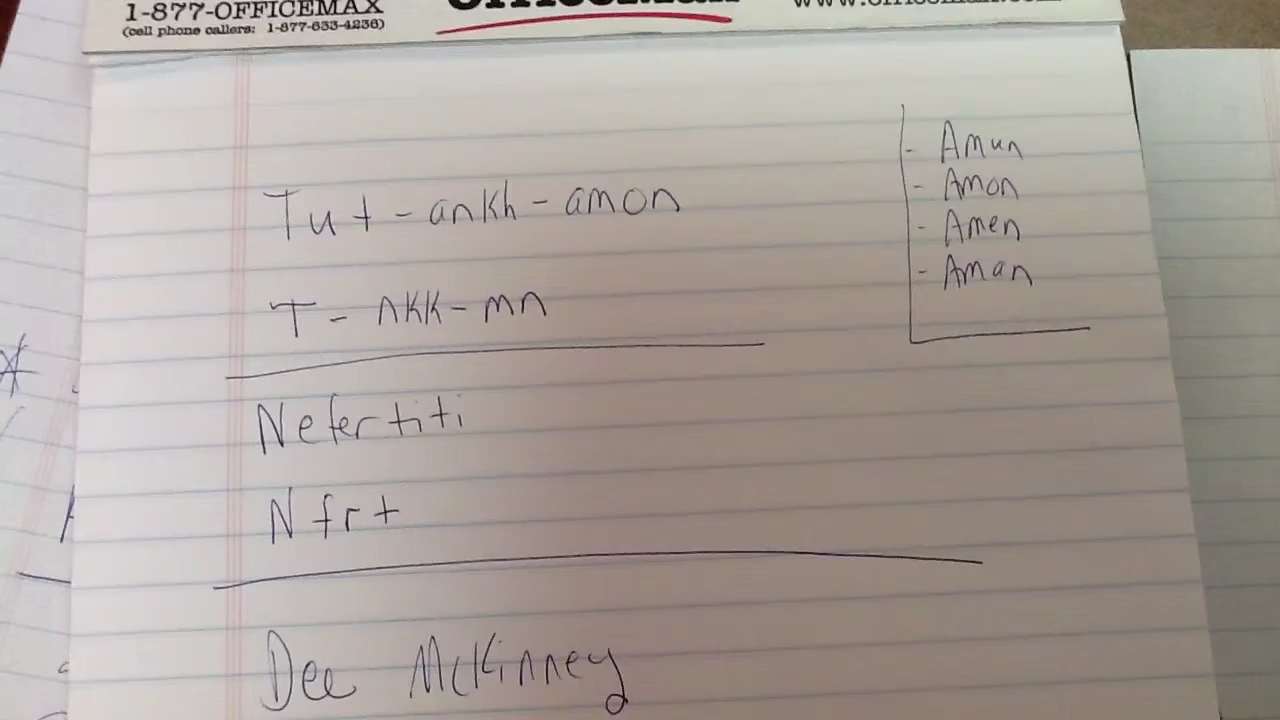 1-877-OFFICEMAX
(cell phone callers: 1-877-633-4236)
Tut-ankh-amon
T- nkk-mn
Nefertiti
Nfrt
Dee McKinney
- Amun
- Amon
- Amen
- Aman